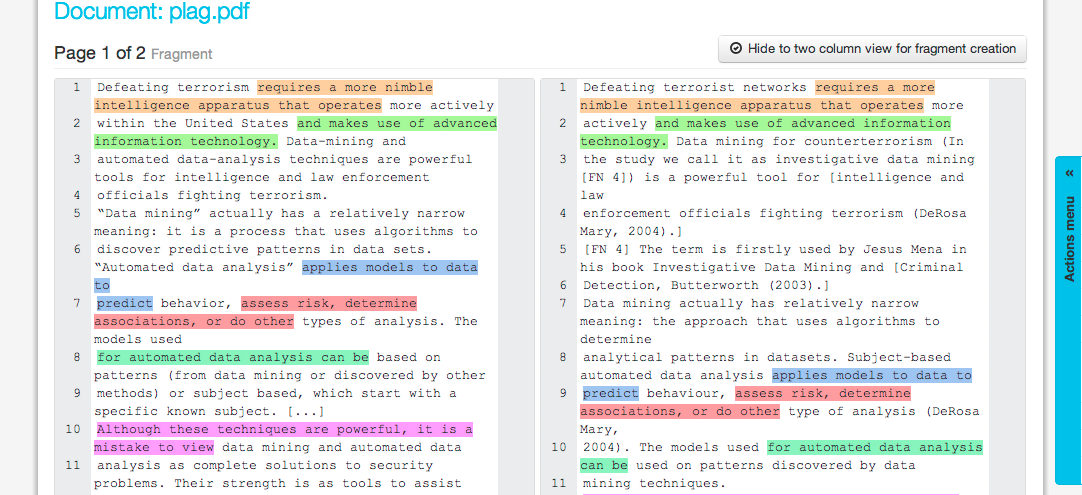 Document: plag.pdf
Page 1 of 2 Fragment
Hide to two column view for fragment creation
1 Defeating terrorism requires a more nimble
intelligence apparatus that operates more actively
2 within the United States and makes use of advanced
information technology. Data-mining and
3 automated data-analysis techniques are powerful
tools for intelligence and law enforcement
4 officials fighting terrorism.
5 “Data mining” actually has a relatively narrow
meaning: it is a process that uses algorithms to
6 discover predictive patterns in data sets.
“Automated data analysis” applies models to data
to
7 predict behavior, assess risk, determine
associations, or do other types of analysis. The
models used
8 for automated data analysis can be based on
patterns (from data mining or discovered by other
9 methods) or subject based, which start with a
specific known subject. [...]
10 Although these techniques are powerful, it is a
mistake to view data mining and automated data
11 analysis as complete solutions to security
problems. Their strength is as tools to assist
1 Defeating terrorist networks requires a more
nimble intelligence apparatus that operates more
2 actively and makes use of advanced information
technology. Data mining for counterterrorism (In
3 the study we call it as investigative data mining
[FN 4]) is a powerful tool for [intelligence and
law
4 enforcement officials fighting terrorism (DeRosa
Mary, 2004).]
5 [FN 4] The term is firstly used by Jesus Mena in
his book Investigative Data Mining and [Criminal
6 Detection, Butterworth (2003).]
7 Data mining actually has relatively narrow
meaning: the approach that uses algorithms to
determine
8 analytical patterns in datasets. Subject-based
automated data analysis applies models to data to
9 predict behaviour, assess risk, determine
associations, or do other type of analysis (DeRosa
Mary,
10 2004). The models used for automated data analysis
can be used on patterns discovered by data
11 mining techniques.
Actions menu